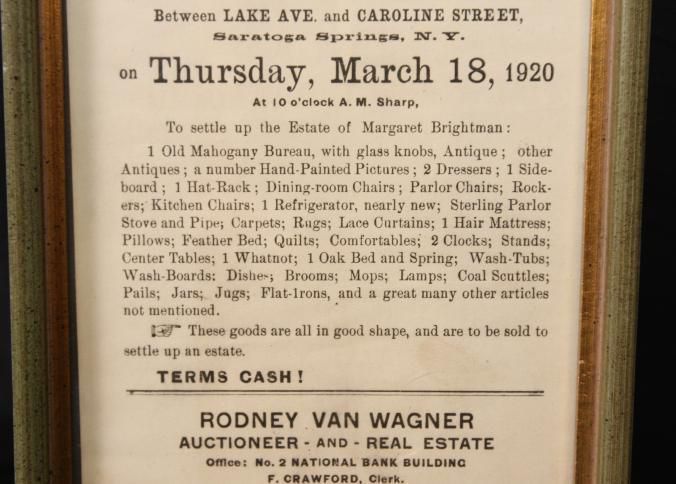 Between LAKE AVE. and CAROLINE STREET,
Saratoga Springs, N. Y.
on Thursday, March 18, 1920
At 10 o'clock A. M. Sharp,
To settle up the Estate of Margaret Brightman :
1 Old Mahogany Bureau, with glass knobs, Antique ; other
Antiques ; a number Hand-Painted Pictures ; 2 Dressers ; 1 Side-
board ; 1 Hat-Rack ; Dining-room Chairs ; Parlor Chairs; Rock-
ers; Kitchen Chairs; 1 Refrigerator, nearly new; Sterling Parlor
Stove and Pipe; Carpets; Rugs; Lace Curtains; 1 Hair Mattress;
Pillows; Feather Bed; Quilts; Comfortables; 2 Clocks; Stands;
Center Tables; 1 Whatnot; 1 Oak Bed and Spring; Wash-Tubs;
Wash-Boards: Dishes; Brooms; Mops; Lamps; Coal Scuttles;
Pails; Jars; Jugs; Flat-Irons, and a great many other articles
not mentioned.
☞ These goods are all in good shape, and are to be sold to
settle up an estate.
TERMS CASH !
RODNEY VAN WAGNER
AUCTIONEER - AND - REAL ESTATE
Office: No. 2 NATIONAL BANK BUILDING
F. CRAWFORD, Clerk.